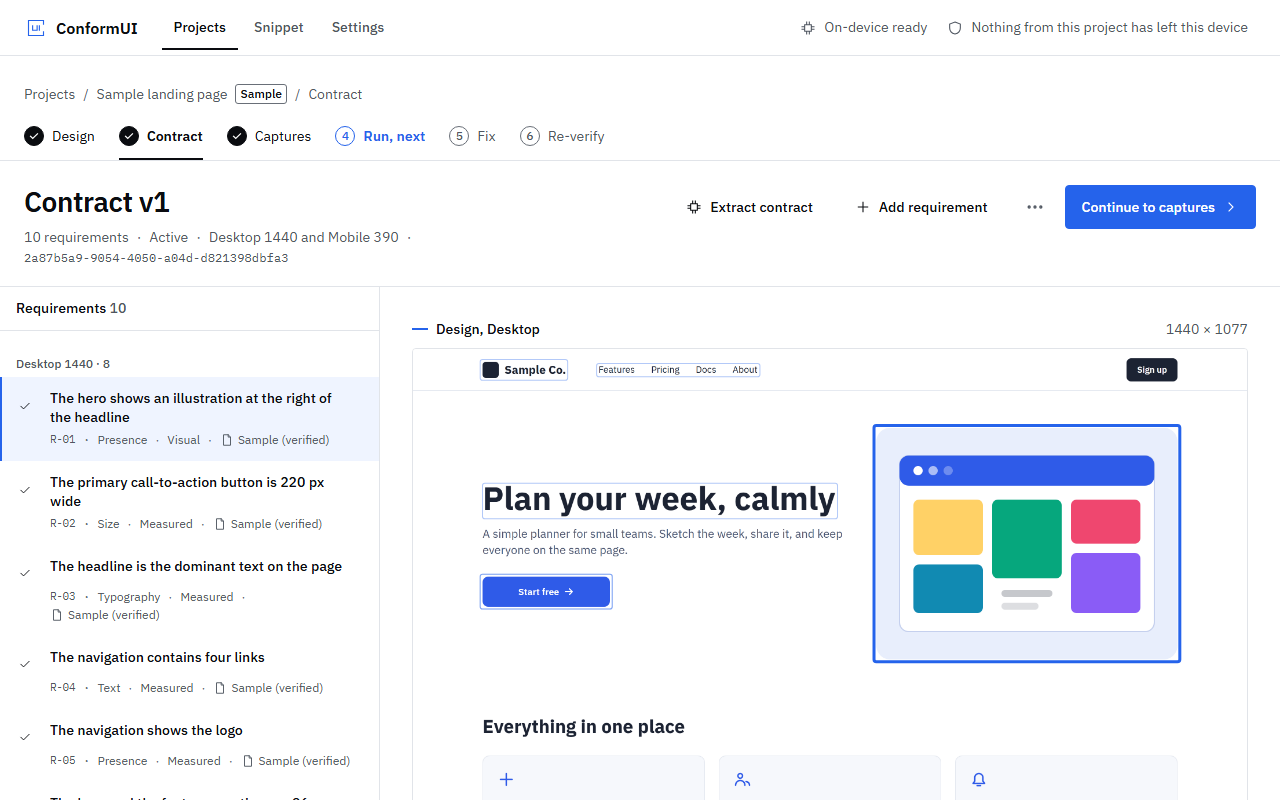 UI ConformUI Projects Snippet Settings On-device ready Nothing from this project has left this device
Projects / Sample landing page Sample / Contract
Design Contract Captures 4 Run, next 5 Fix 6 Re-verify
Contract v1
Extract contract + Add requirement ••• Continue to captures
10 requirements · Active · Desktop 1440 and Mobile 390 ·
2a87b5a9-9054-4050-a04d-d821398dbfa3
Requirements 10
Desktop 1440 · 8
The hero shows an illustration at the right of
the headline
R-01 · Presence · Visual · Sample (verified)
The primary call-to-action button is 220 px
wide
R-02 · Size · Measured · Sample (verified)
The headline is the dominant text on the page
R-03 · Typography · Measured ·
Sample (verified)
The navigation contains four links
R-04 · Text · Measured · Sample (verified)
The navigation shows the logo
R-05 · Presence · Measured · Sample (verified)
Design, Desktop 1440 × 1077
Sample Co. Features Pricing Docs About Sign up
Plan your week, calmly
A simple planner for small teams. Sketch the week, share it, and keep
everyone on the same page.
Start free →
Everything in one place